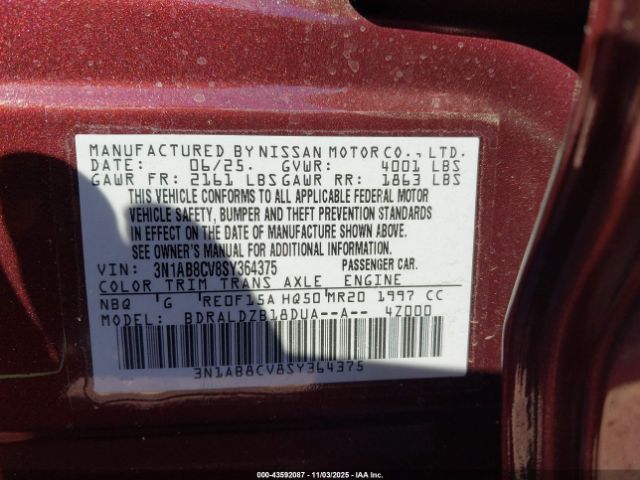 MANUFACTURED BY NISSAN MOTOR CO., LTD.
DATE: 06/25. GVWR: 4001 LBS
GAWR FR: 2161 LBS GAWR RR: 1863 LBS
THIS VEHICLE CONFORMS TO ALL APPLICABLE FEDERAL MOTOR
VEHICLE SAFETY, BUMPER AND THEFT PREVENTION STANDARDS
IN EFFECT ON THE DATE OF MANUFACTURE SHOWN ABOVE.
SEE OWNER'S MANUAL FOR ADDITIONAL INFORMATION.
VIN: 3N1AB8CV8SY364375 PASSENGER CAR.
COLOR TRIM TRANS AXLE ENGINE
NBQ G RE0F15A HQ50 MR20 1997 CC
MODEL: BDRALDZB18DUA--A-- 4Z000
3N1AB8CV8SY364375
000-43592087 - 11/03/2025 - IAA Inc.